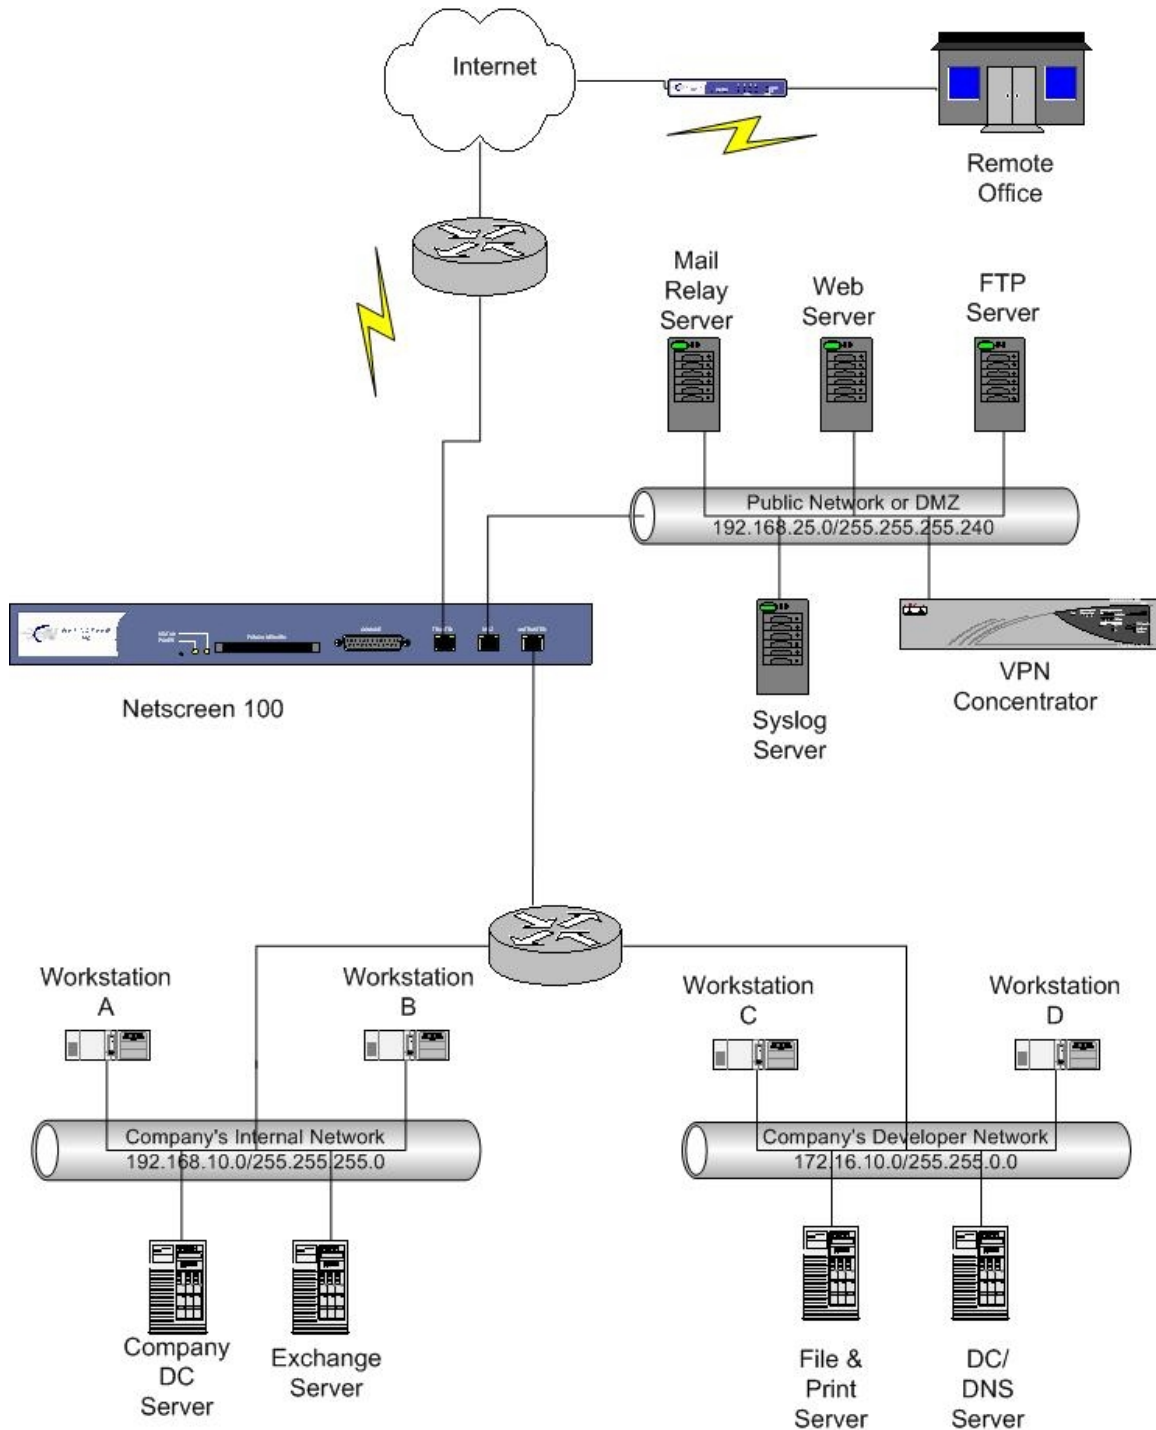 Internet
Remote
Office
Mail
Relay
Server
Web
Server
FTP
Server
Public Network or DMZ
192.168.25.0/255.255.255.240
Netscreen 100
Syslog
Server
VPN
Concentrator
Workstation
A
Workstation
B
Workstation
C
Workstation
D
Company's Internal Network
192.168.10.0/255.255.255.0
Company's Developer Network
172.16.10.0/255.255.0.0
Company
DC
Server
Exchange
Server
File &
Print
Server
DC/
DNS
Server